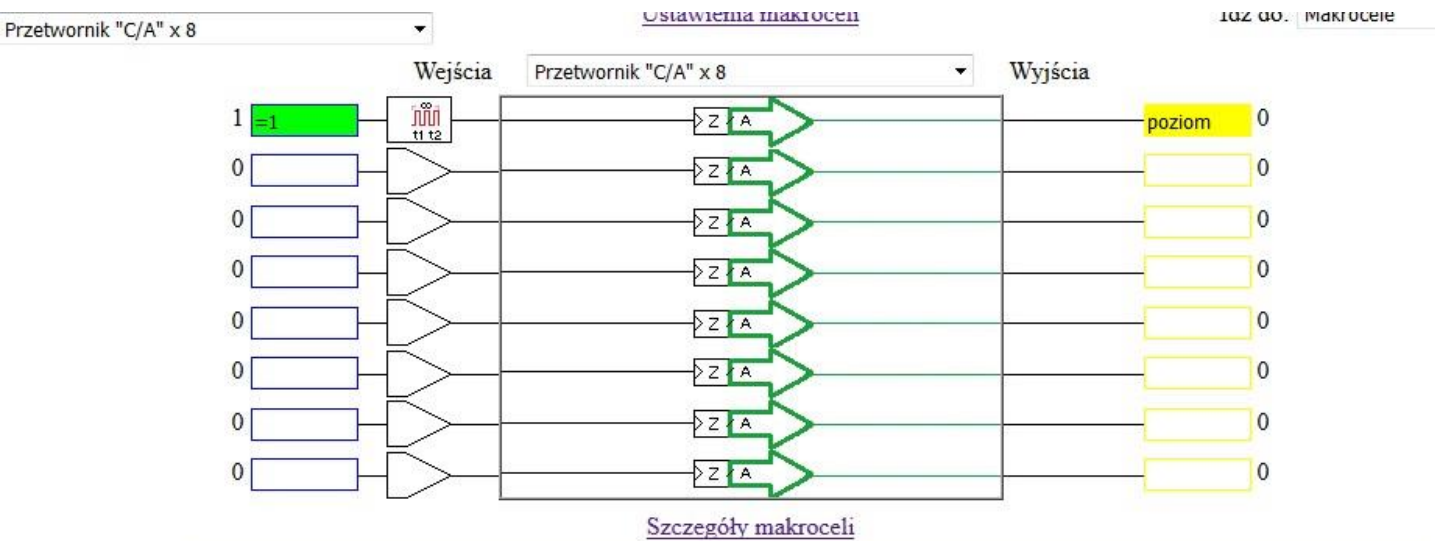 Ustawienia makroceli
Idź do: Makrocele
Przetwornik "C/A" x 8
Wejścia Przetwornik "C/A" x 8 Wyjścia
1 =1 ∞ t1 t2 Z A poziom 0
0 Z A 0
0 Z A 0
0 Z A 0
0 Z A 0
0 Z A 0
0 Z A 0
0 Z A 0
Szczegóły makroceli